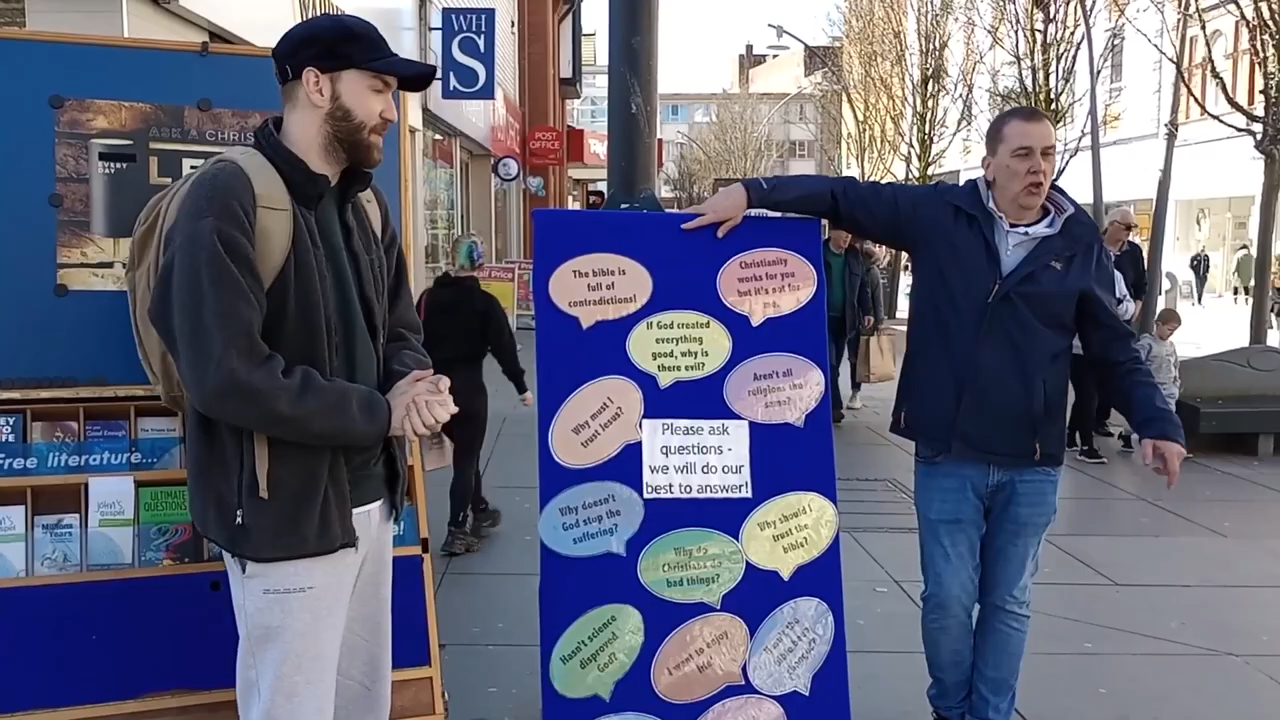 WH
S
POST
OFFICE
ASK A CHRIS
EVERY
DAY
LE
Half Price
The bible is
full of
contradictions!
Christianity
works for you
but it's not for
me.
If God created
everything
good, why is
there evil?
Aren't all
religions the
same?
Why must I
trust Jesus?
Please ask
questions -
we will do our
best to answer!
Why doesn't
God stop the
suffering?
Why should I
trust the
bible?
Why do
Christians do
bad things?
Hasn't science
disproved
God?
I want to enjoy
life!
Free literature...
john's
gospel
Millions
Years
ULTIMATE
QUESTIONS